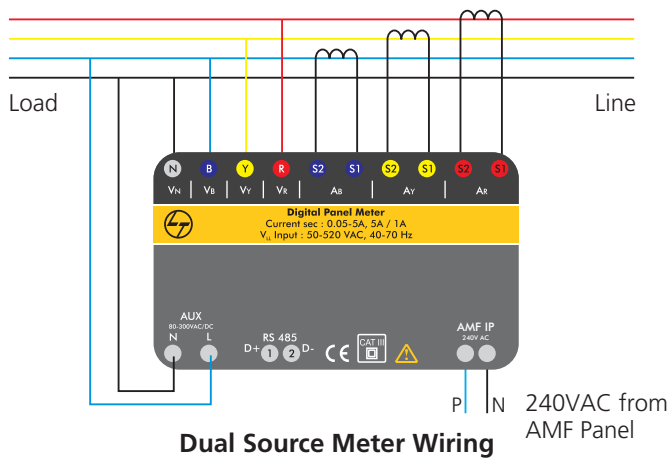 Load
Line
N B Y R S2 S1 S2 S1 S2 S1
VN VB VY VR AB AY AR
Digital Panel Meter
Current sec : 0.05-5A, 5A / 1A
VLL Input : 50-520 VAC, 40-70 Hz
AUX
80-300VAC/DC
N L
RS 485
D+ 1 2 D-
CE
CAT III
AMF IP
240V AC
P N
240VAC from
AMF Panel
Dual Source Meter Wiring